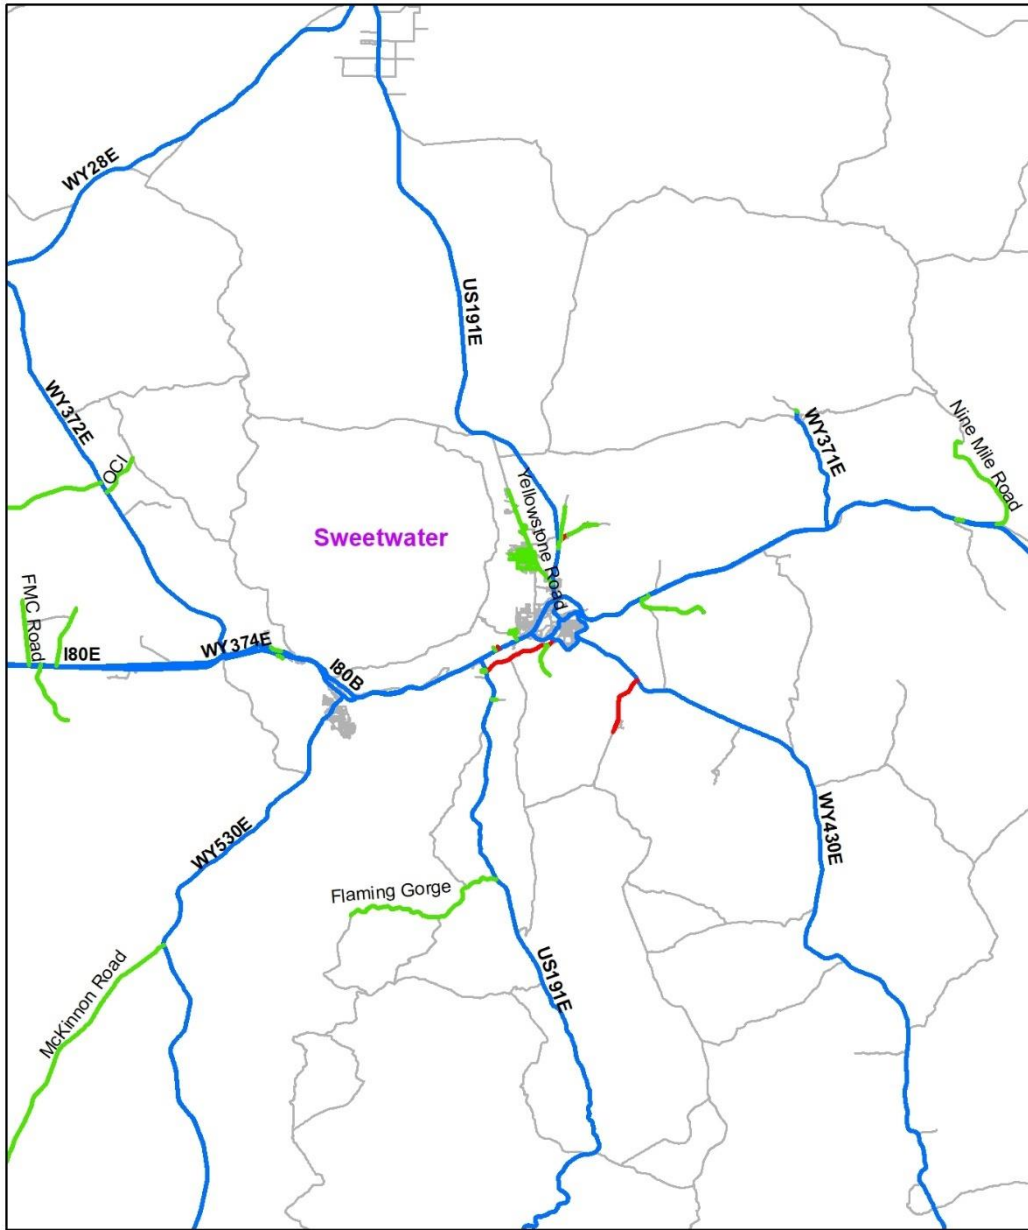 WY28E
US191E
WY372E
OCI
WY371E
Nine Mile Road
Yellowstone Road
Sweetwater
FMC Road
I80E
WY374E
I80B
WY530E
WY430E
Flaming Gorge
US191E
McKinnon Road